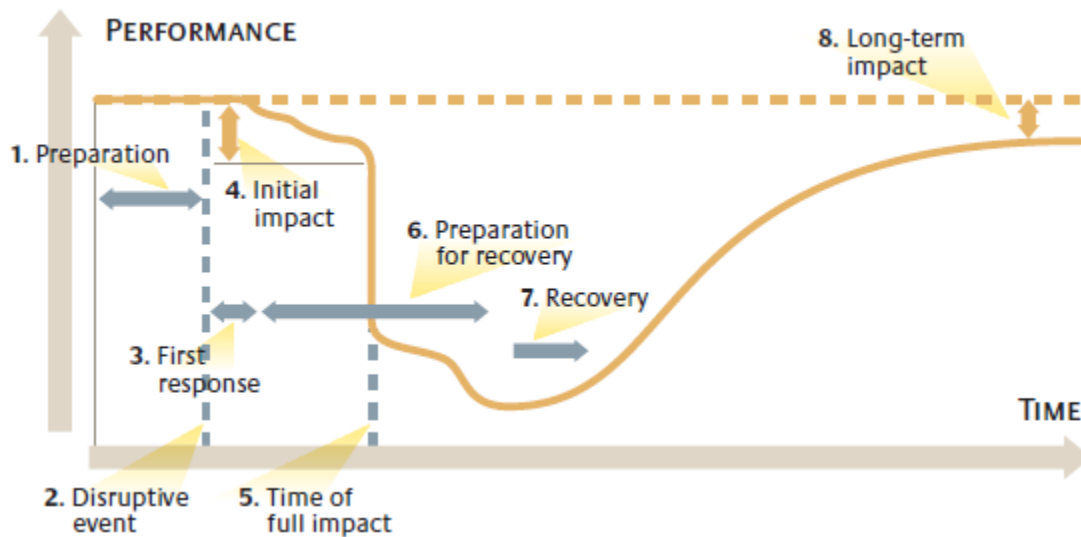 PERFORMANCE
8. Long-term
impact
1. Preparation
4. Initial
impact
6. Preparation
for recovery
7. Recovery
3. First
response
TIME
2. Disruptive
event
5. Time of
full impact